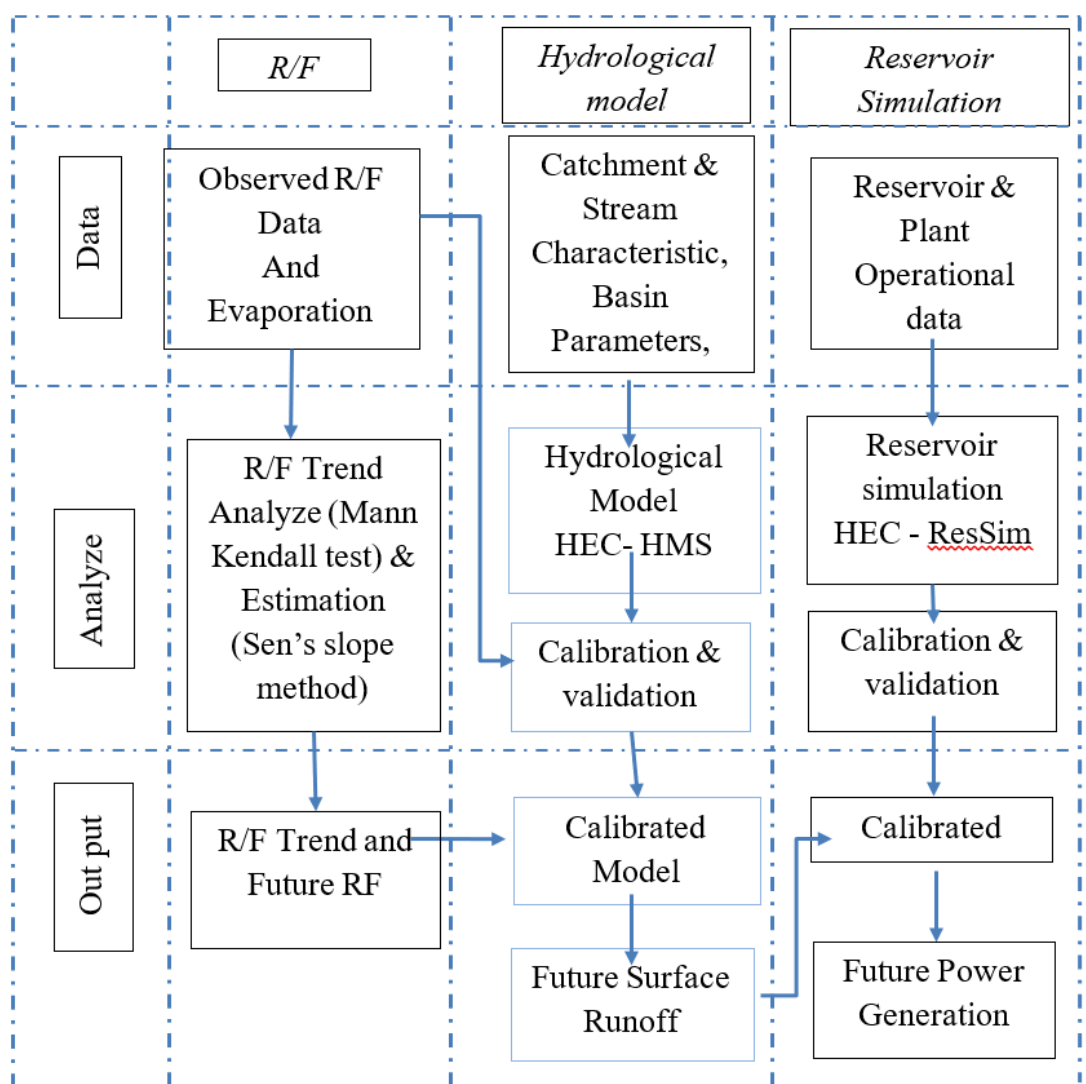 R/F
Hydrological
model
Reservoir
Simulation
Data
Observed R/F
Data
And
Evaporation
Catchment &
Stream
Characteristic,
Basin
Parameters,
Reservoir &
Plant
Operational
data
Analyze
R/F Trend
Analyze (Mann
Kendall test) &
Estimation
(Sen’s slope
method)
Hydrological
Model
HEC- HMS
Calibration &
validation
Reservoir
simulation
HEC - ResSim
Calibration &
validation
Out put
R/F Trend and
Future RF
Calibrated
Model
Future Surface
Runoff
Calibrated
Future Power
Generation